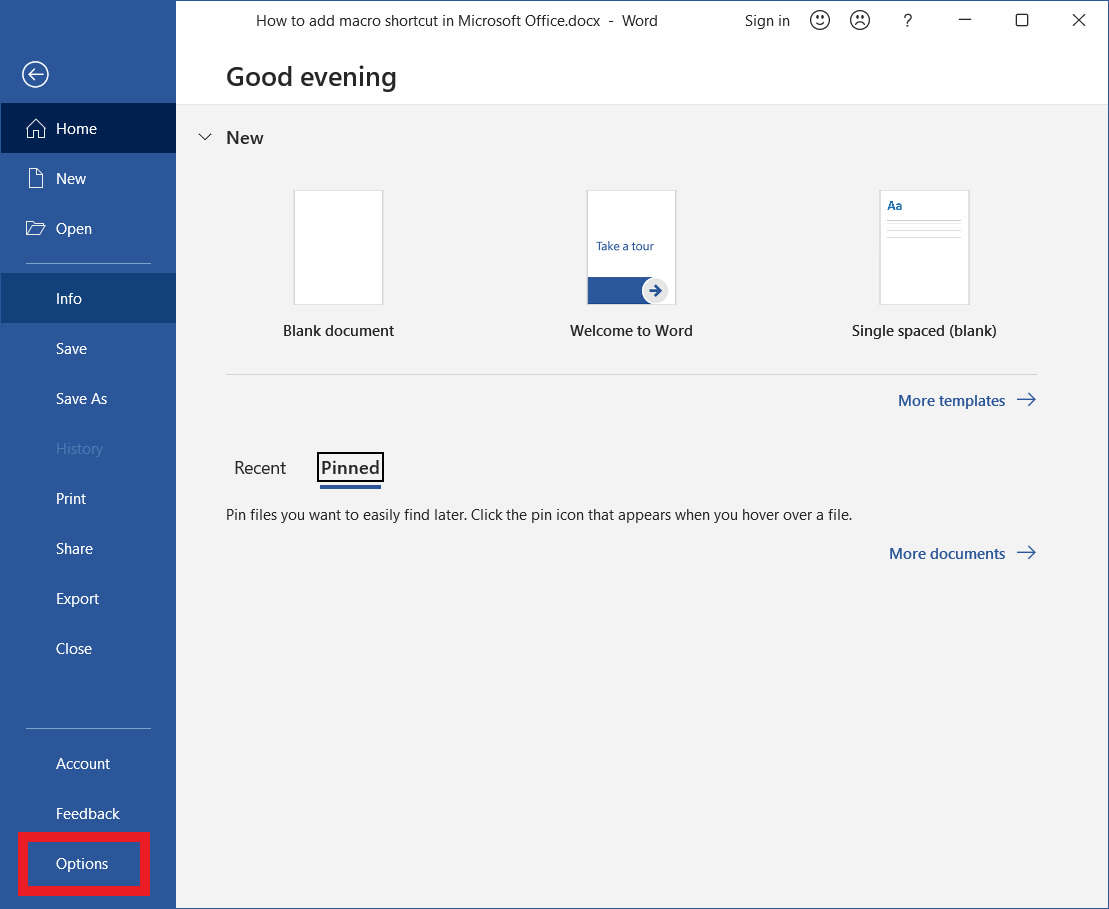 How to add macro shortcut in Microsoft Office.docx - Word
Sign in
?
Good evening
Home
New
Open
Info
Save
Save As
History
Print
Share
Export
Close
Account
Feedback
Options
New
Take a tour
Aa
Blank document
Welcome to Word
Single spaced (blank)
More templates
Recent
Pinned
Pin files you want to easily find later. Click the pin icon that appears when you hover over a file.
More documents